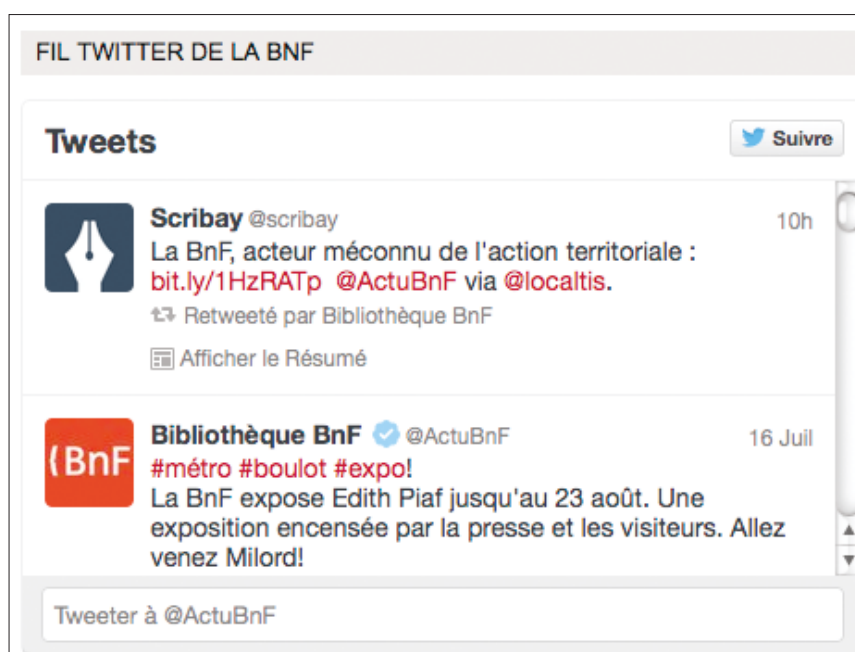 FIL TWITTER DE LA BNF
Tweets
Suivre
Scribay @scribay 10h
La BnF, acteur méconnu de l'action territoriale :
bit.ly/1HzRATp @ActuBnF via @localtis.
Retweeté par Bibliothèque BnF
Afficher le Résumé
(BnF
Bibliothèque BnF @ActuBnF 16 Juil
#métro #boulot #expo!
La BnF expose Edith Piaf jusqu'au 23 août. Une
exposition encensée par la presse et les visiteurs. Allez
venez Milord!
Tweeter à @ActuBnF